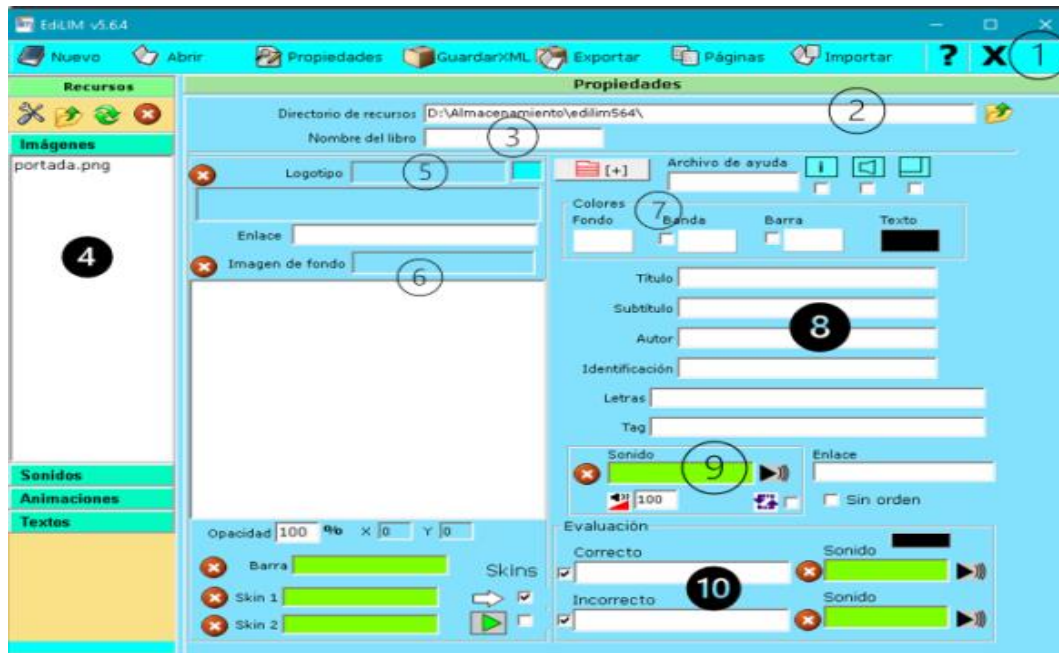 EdiLIM v5.6.4
Nuevo Abrir Propiedades GuardarXML Exportar Páginas Importar ? X 1
Recursos Propiedades
Directorio de recursos D:\Almacenamiento\edilim564\ 2
Nombre del libro 3
Imágenes
portada.png
4
Logotipo 5
Enlace
Imagen de fondo 6
[+] Archivo de ayuda i
Colores 7
Fondo Banda Barra Texto
Título
Subtítulo
8
Autor
Identificación
Letras
Tag
Sonido 9 Enlace
100 Sin orden
Sonidos
Animaciones
Textos
Opacidad 100 % X 0 Y 0
Barra Skins
Skin 1
Skin 2
Evaluación
Correcto Sonido
10
Incorrecto Sonido